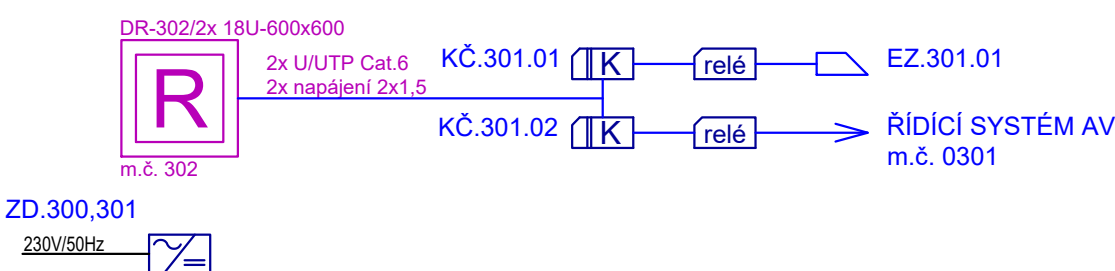 DR-302/2x 18U-600x600
R
2x U/UTP Cat.6
2x napájení 2x1,5
m.č. 302
KČ.301.01
K
relé
EZ.301.01
KČ.301.02
K
relé
ŘÍDÍCÍ SYSTÉM AV
m.č. 0301
ZD.300,301
230V/50Hz